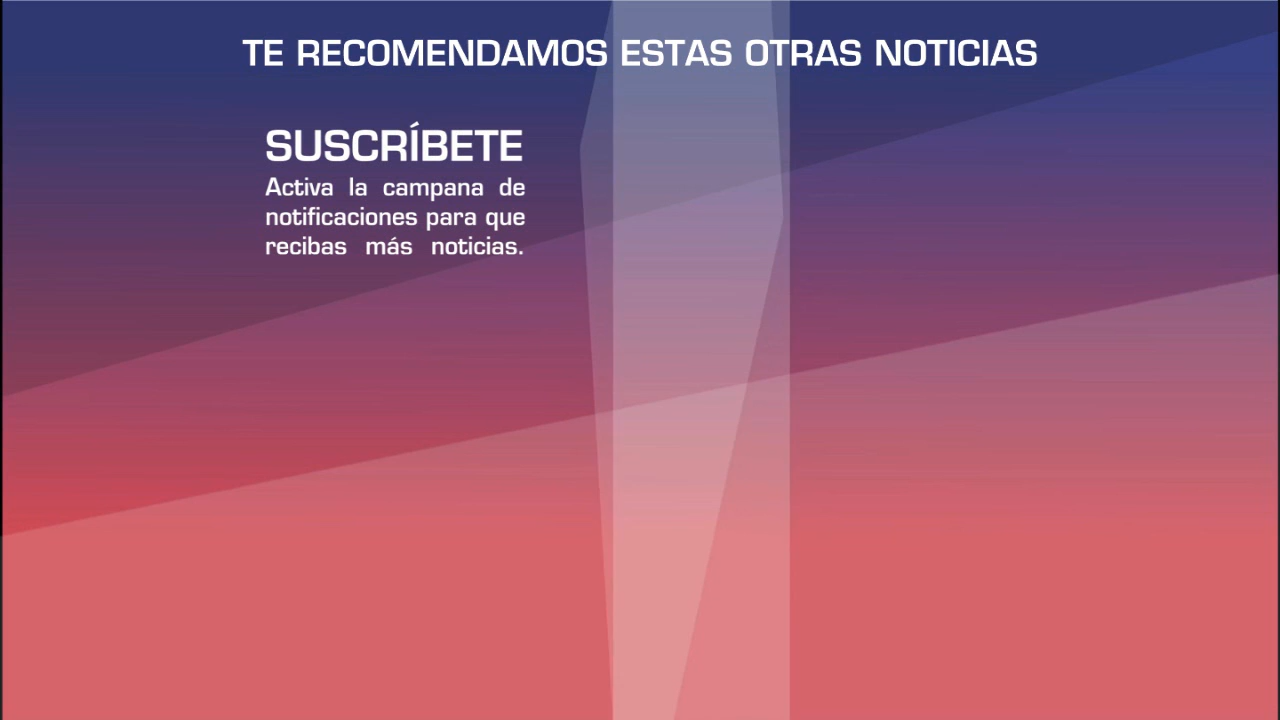 TE RECOMENDAMOS ESTAS OTRAS NOTICIAS
SUSCRÍBETE
Activa la campana de
notificaciones para que
recibas más noticias.